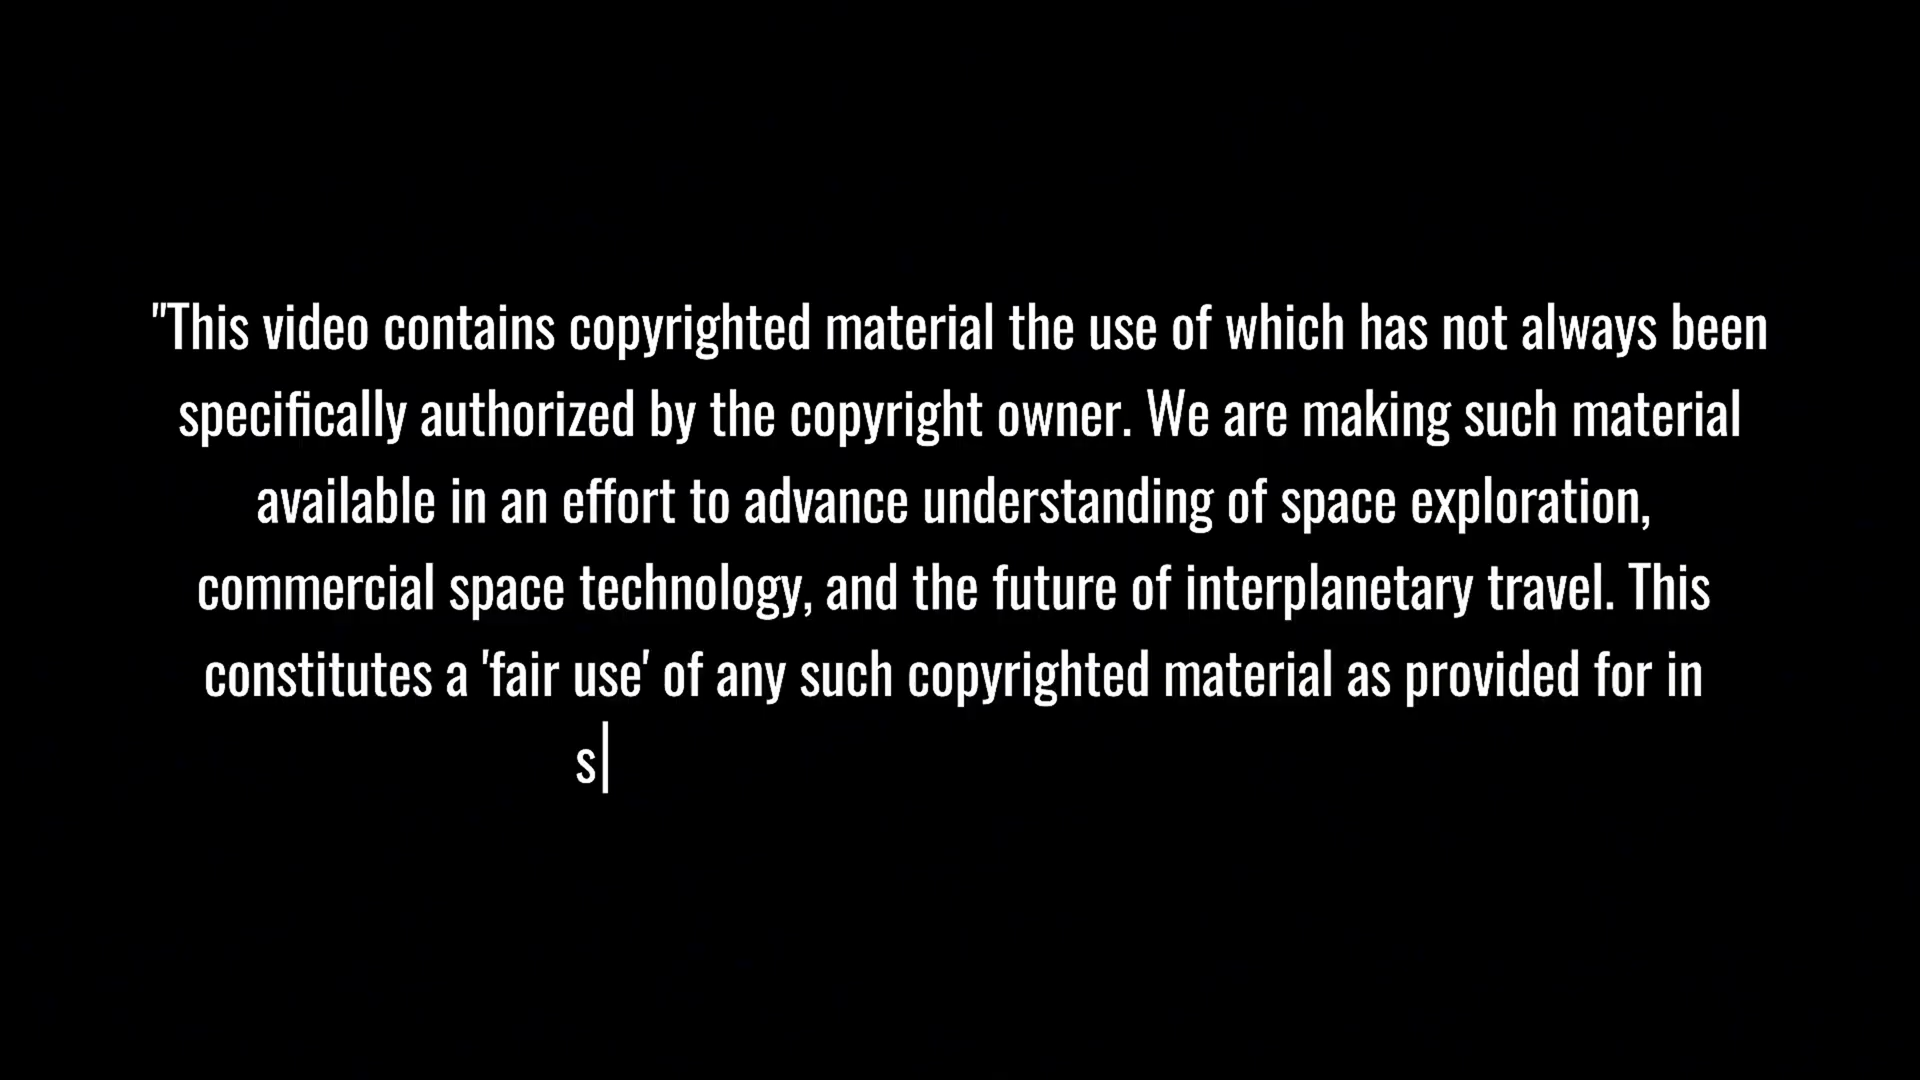 "This video contains copyrighted material the use of which has not always been
specifically authorized by the copyright owner. We are making such material
available in an effort to advance understanding of space exploration,
commercial space technology, and the future of interplanetary travel. This
constitutes a 'fair use' of any such copyrighted material as provided for in
s